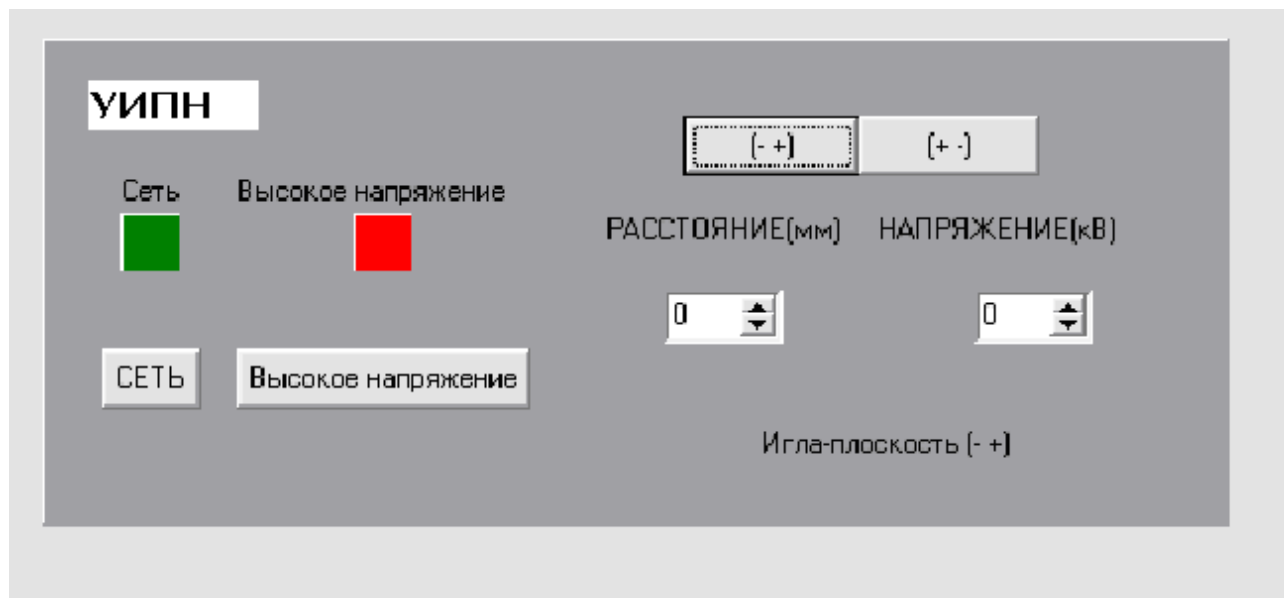 УИПН
(- +) (+ -)
Сеть Высокое напряжение
РАССТОЯНИЕ(мм) НАПРЯЖЕНИЕ(кВ)
0 0
СЕТЬ Высокое напряжение
Игла-плоскость (- +)